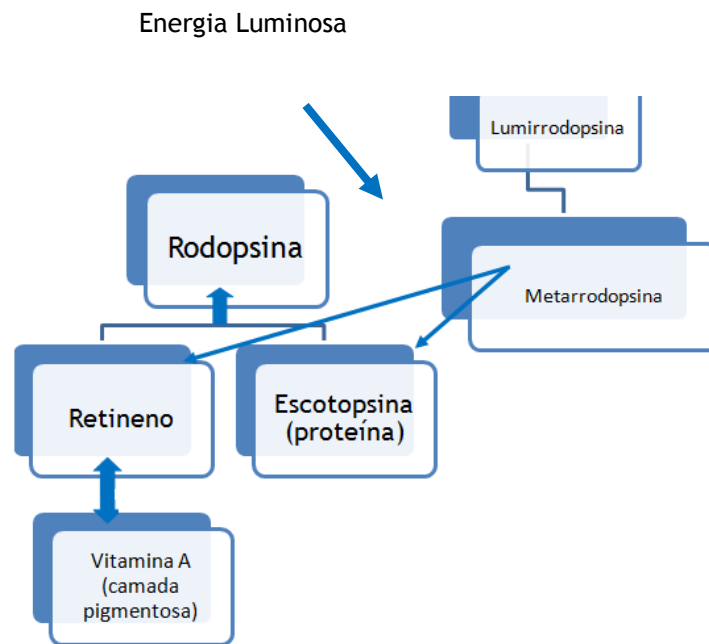 Energia Luminosa
Lumirrodopsina
Rodopsina
Metarrodopsina
Retineno
Escotopsina
(proteína)
Vitamina A
(camada
pigmentosa)